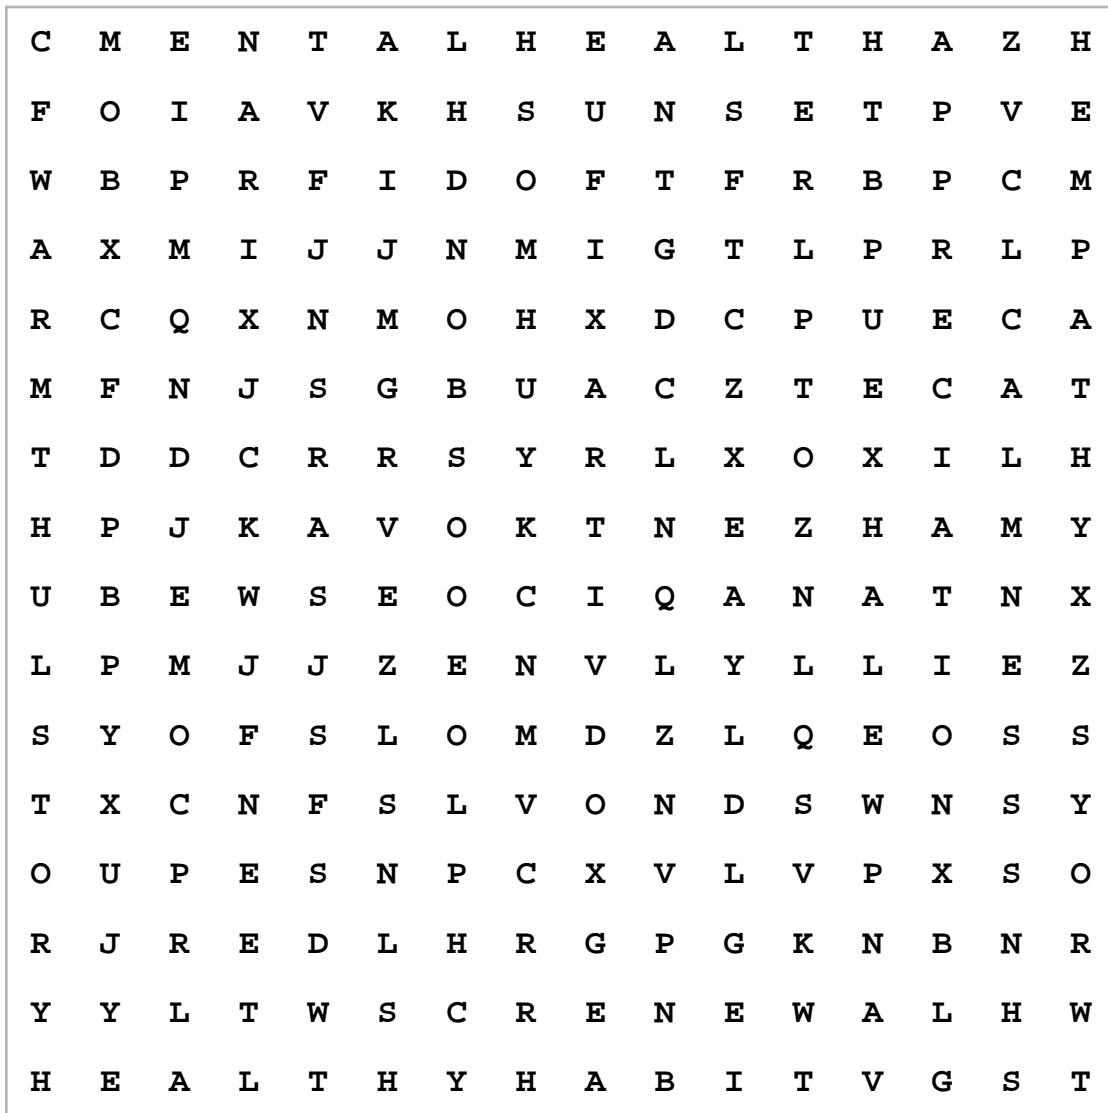 C M E N T A L H E A L T H A Z H
F O I A V K H S U N S E T P V E
W B P R F I D O F T F R B P C M
A X M I J J N M I G T L P R L P
R C Q X N M O H X D C P U E C A
M F N J S G B U A C Z T E C A T
T D D C R R S Y R L X O X I L H
H P J K A V O K T N E Z H A M Y
U B E W S E O C I Q A N A T N X
L P M J J Z E N V L Y L L I E Z
S Y O F S L O M D Z L Q E O S S
T X C N F S L V O N D S W N S Y
O U P E S N P C X V L V P X S O
R J R E D L H R G P G K N B N R
Y Y L T W S C R E N E W A L H W
H E A L T H Y H A B I T V G S T